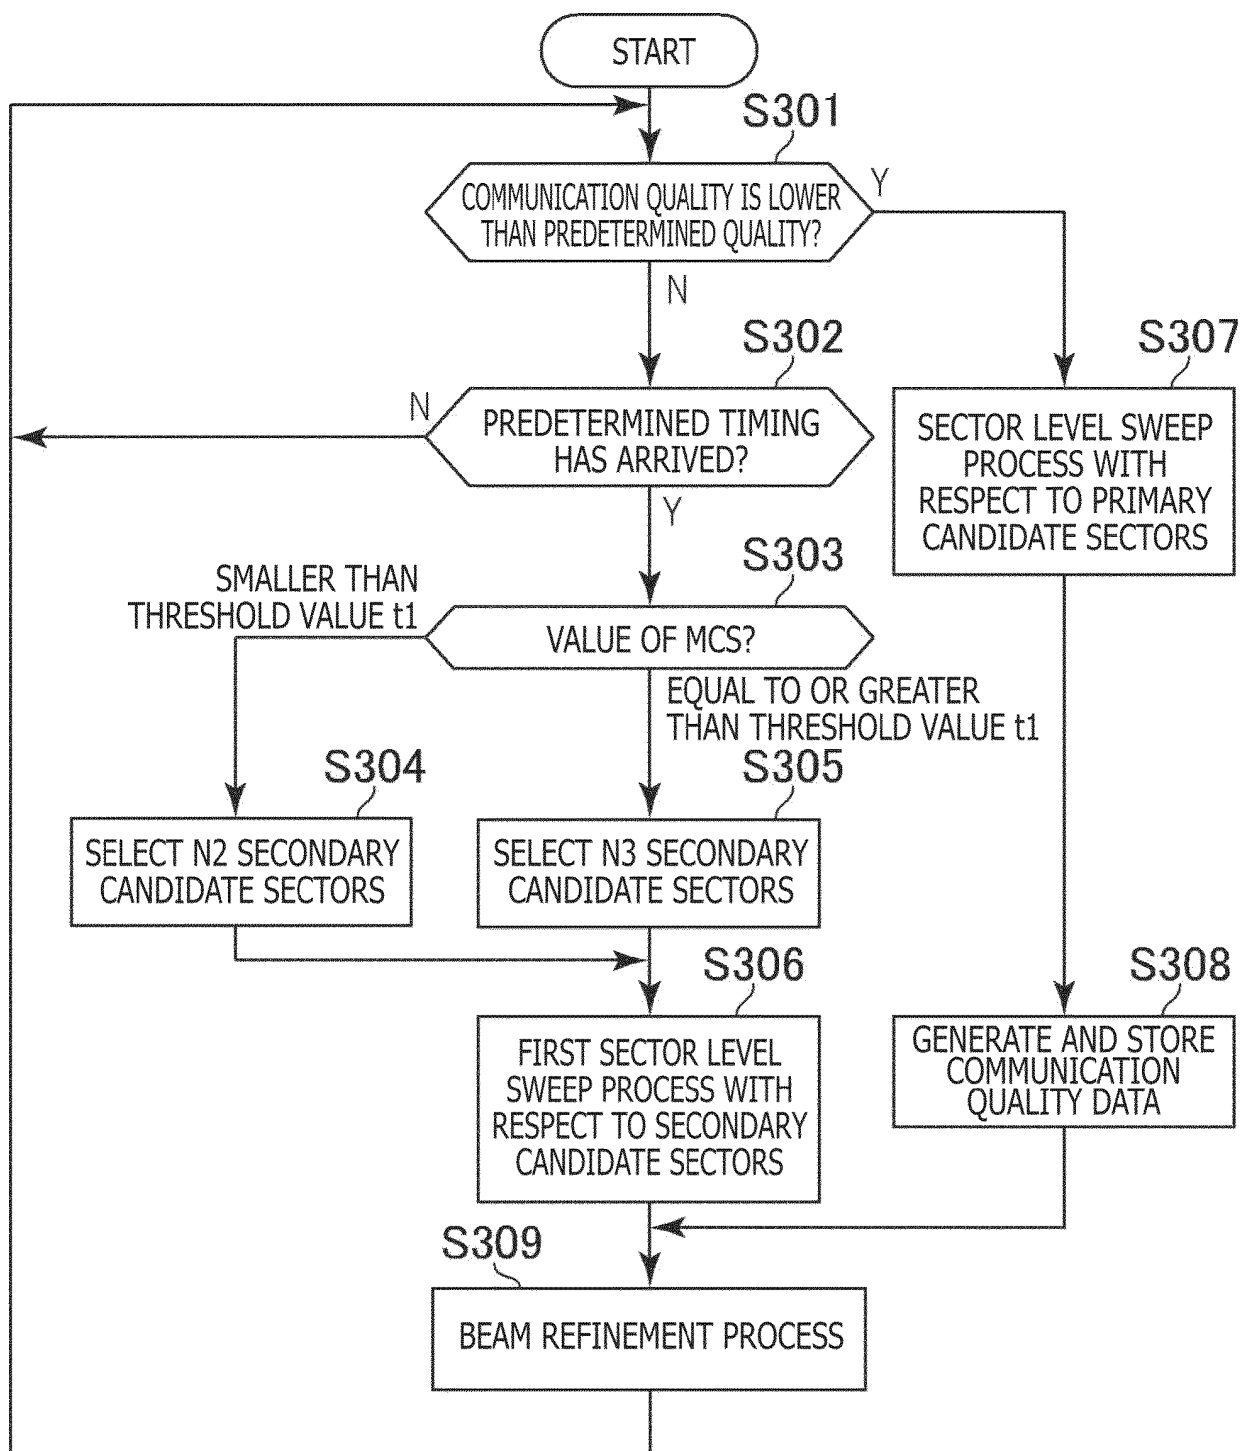 START
S301
COMMUNICATION QUALITY IS LOWER
THAN PREDETERMINED QUALITY?
Y
N
S302
S307
N
PREDETERMINED TIMING
HAS ARRIVED?
SECTOR LEVEL SWEEP
PROCESS WITH
RESPECT TO PRIMARY
CANDIDATE SECTORS
Y
S303
SMALLER THAN
THRESHOLD VALUE t1
VALUE OF MCS?
EQUAL TO OR GREATER
THAN THRESHOLD VALUE t1
S304
S305
SELECT N2 SECONDARY
CANDIDATE SECTORS
SELECT N3 SECONDARY
CANDIDATE SECTORS
S306
S308
FIRST SECTOR LEVEL
SWEEP PROCESS WITH
RESPECT TO SECONDARY
CANDIDATE SECTORS
GENERATE AND STORE
COMMUNICATION
QUALITY DATA
S309
BEAM REFINEMENT PROCESS